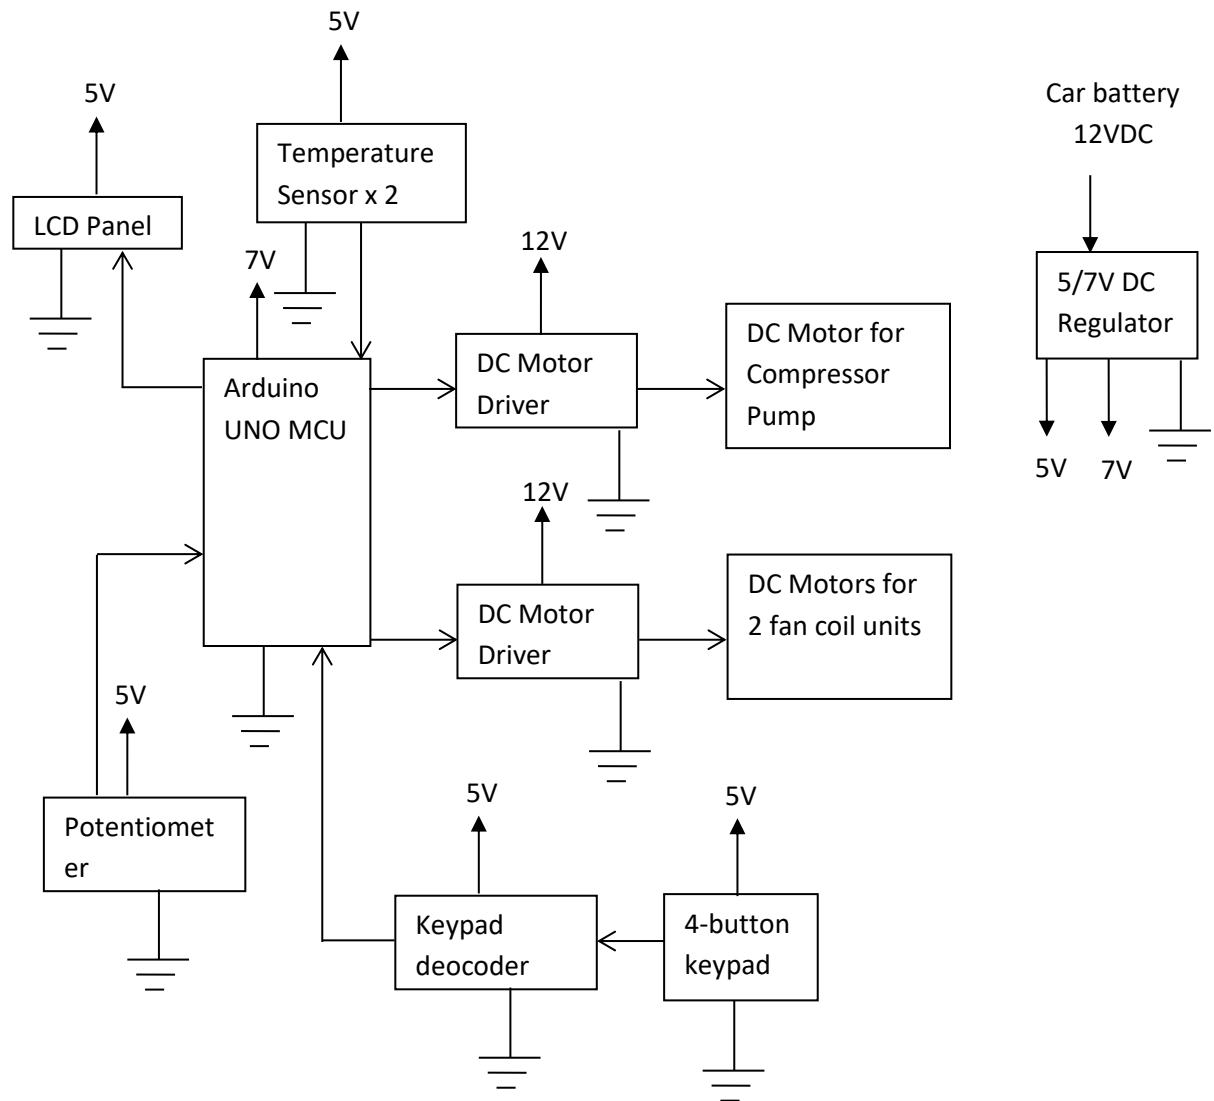 5V
5V
Car battery
12VDC
Temperature
Sensor x 2
LCD Panel
7V
12V
5/7V DC
Regulator
DC Motor
Driver
DC Motor for
Compressor
Pump
Arduino
UNO MCU
5V
7V
12V
DC Motor
Driver
DC Motors for
2 fan coil units
5V
Potentiomet
er
5V
5V
Keypad
deocoder
4-button
keypad